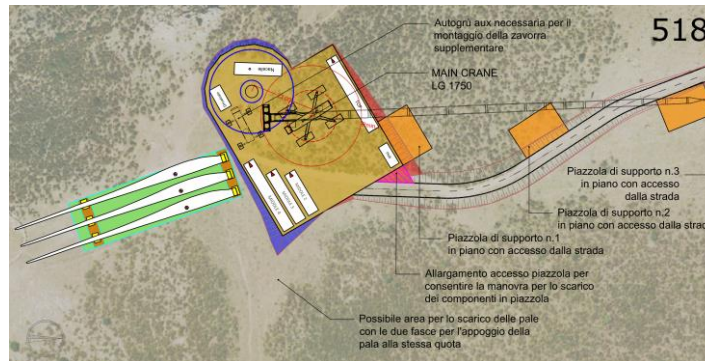 518
Autogrù aux necessaria per il
montaggio della zavorra
supplementare
MAIN CRANE
LG 1750
Piazzola di supporto n.3
in piano con accesso
dalla strada
Piazzola di supporto n.2
in piano con accesso dalla strad
Piazzola di supporto n.1
in piano con accesso dalla strada
Allargamento accesso piazzola per
consentire la manovra per lo scarico
dei componenti in piazzola
Possibile area per lo scarico delle pale
con le due fasce per l'appoggio della
pala alla stessa quota